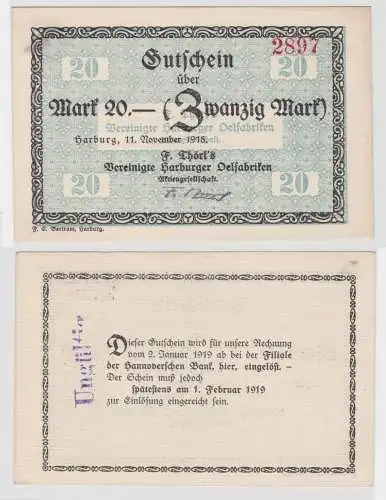 Gutschein
2897
über
20 20
Mark 20.— (Zwanzig Mark)
Vereinigte Harburger Oelfabriken
Harburg, 11. November 1918.
F. Thörl's
Vereinigte Harburger Oelfabriken
Aktiengesellschaft.
20 20
F. Thörl
F. C. Bartram, Harburg.
Dieser Gutschein wird für unsere Rechnung
vom 2. Januar 1919 ab bei der Filiale
der Hannoverschen Bank, hier, eingelöst. –
Der Schein muß jedoch
spätestens am 1. Februar 1919
zur Einlösung eingereicht sein.
Ungültig